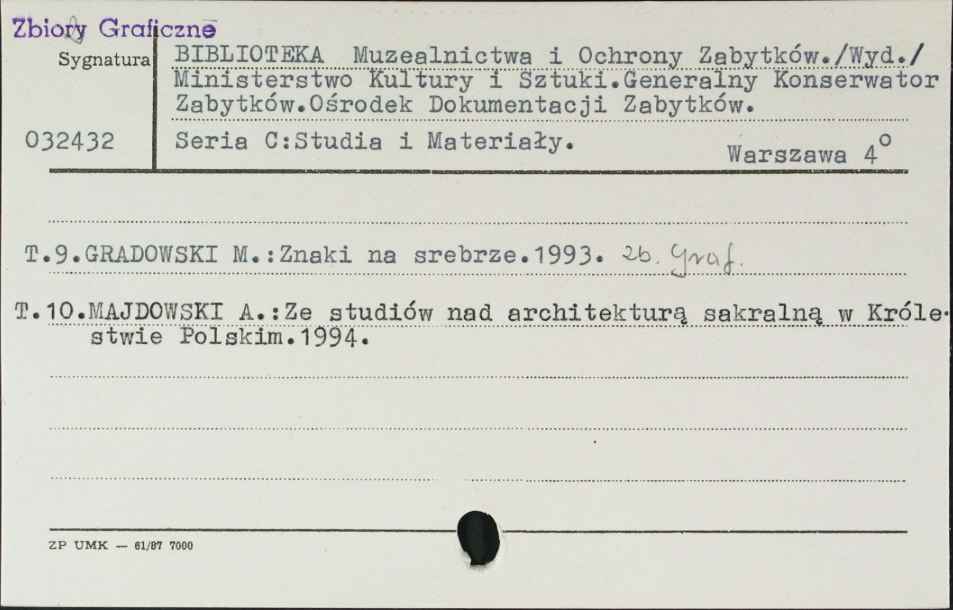 Zbiory Graficzne
Sygnatura
BIBLIOTEKA Muzealnictwa i Ochrony Zabytków./Wyd./
Ministerstwo Kultury i Sztuki.Generalny Konserwator
Zabytków.Ośrodek Dokumentacji Zabytków.
032432
Seria C:Studia i Materiały.
Warszawa 4°
T.9.GRADOWSKI M.:Znaki na srebrze.1993. Zb. Graf.
T.10.MAJDOWSKI A.:Ze studiów nad architekturą sakralną w Króle-
stwie Polskim.1994.
ZP UMK — 61/87 7000